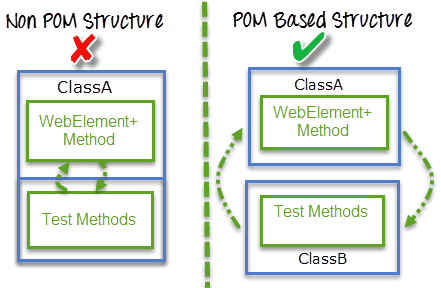 Non POM Structure
ClassA
WebElement+
Method
Test Methods
POM Based Structure
ClassA
WebElement+
Method
Test Methods
ClassB